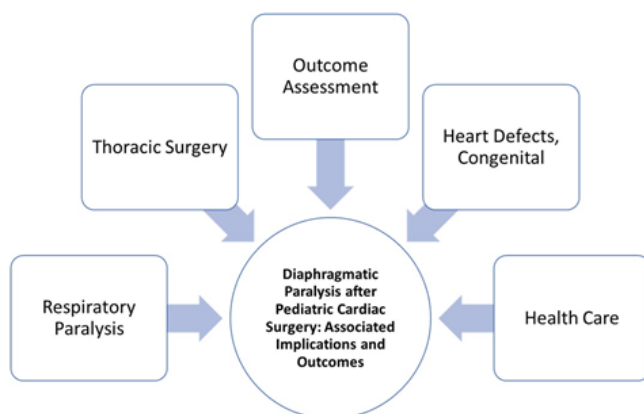 Outcome
Assessment
Thoracic Surgery
Heart Defects,
Congenital
Respiratory
Paralysis
Diaphragmatic
Paralysis after
Pediatric Cardiac
Surgery: Associated
Implications and
Outcomes
Health Care